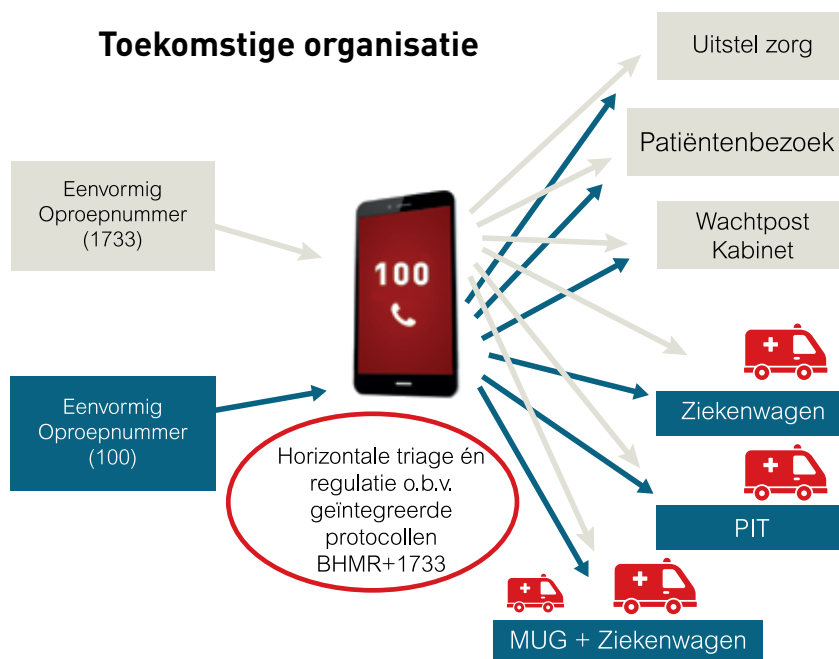 Toekomstige organisatie
Eenvormig
Oproepnummer
(1733)
Eenvormig
Oproepnummer
(100)
100
Horizontale triage én
regulatie o.b.v.
geïntegreerde
protocollen
BHMR+1733
Uitstel zorg
Patiëntenbezoek
Wachtpost
Kabinet
Ziekenwagen
PIT
MUG + Ziekenwagen